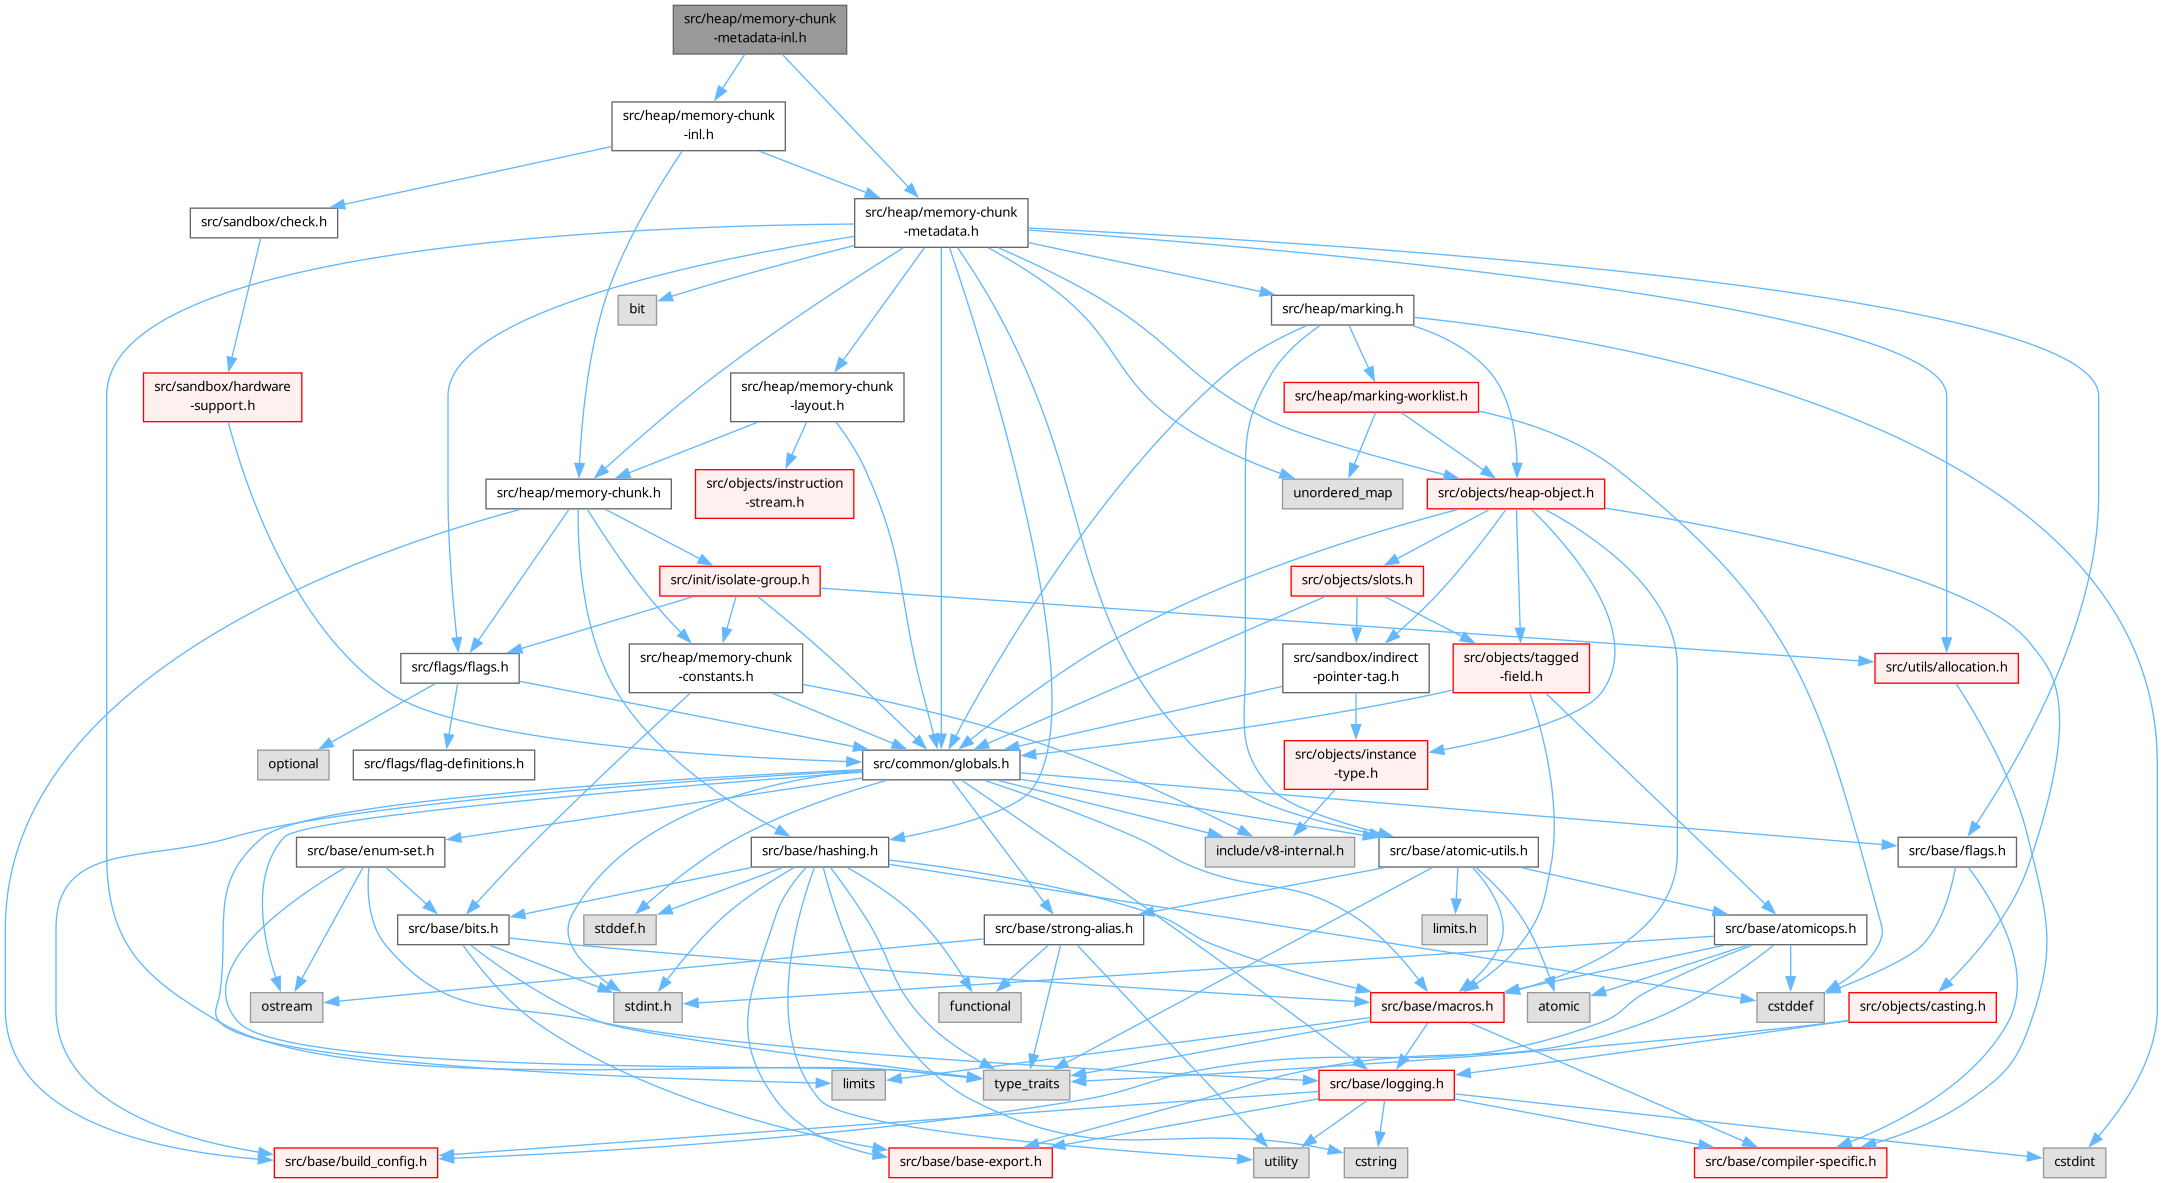 src/heap/memory-chunk
-metadata-inl.h
src/heap/memory-chunk
-inl.h
src/sandbox/check.h
src/heap/memory-chunk
-metadata.h
bit
src/heap/marking.h
src/sandbox/hardware
-support.h
src/heap/memory-chunk
-layout.h
src/heap/marking-worklist.h
src/heap/memory-chunk.h
src/objects/instruction
-stream.h
unordered_map
src/objects/heap-object.h
src/init/isolate-group.h
src/objects/slots.h
src/flags/flags.h
src/heap/memory-chunk
-constants.h
src/sandbox/indirect
-pointer-tag.h
src/objects/tagged
-field.h
src/utils/allocation.h
optional
src/flags/flag-definitions.h
src/common/globals.h
src/objects/instance
-type.h
src/base/enum-set.h
src/base/hashing.h
include/v8-internal.h
src/base/atomic-utils.h
src/base/flags.h
src/base/bits.h
stddef.h
src/base/strong-alias.h
limits.h
src/base/atomicops.h
ostream
stdint.h
functional
src/base/macros.h
atomic
cstddef
src/objects/casting.h
limits
type_traits
src/base/logging.h
src/base/build_config.h
src/base/base-export.h
utility
cstring
src/base/compiler-specific.h
cstdint